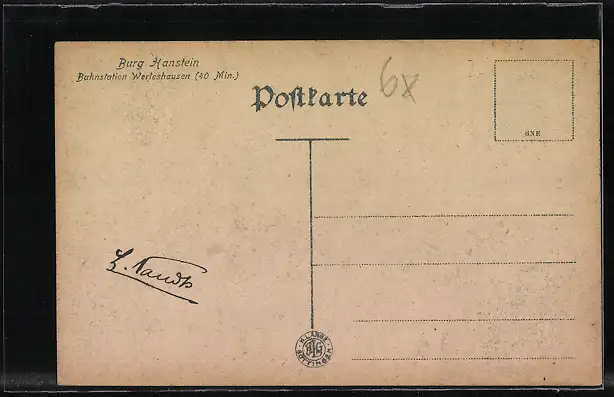 Burg Hanstein
Bahnstation Werleshausen (40 Min.)
Postkarte
6x
SNE